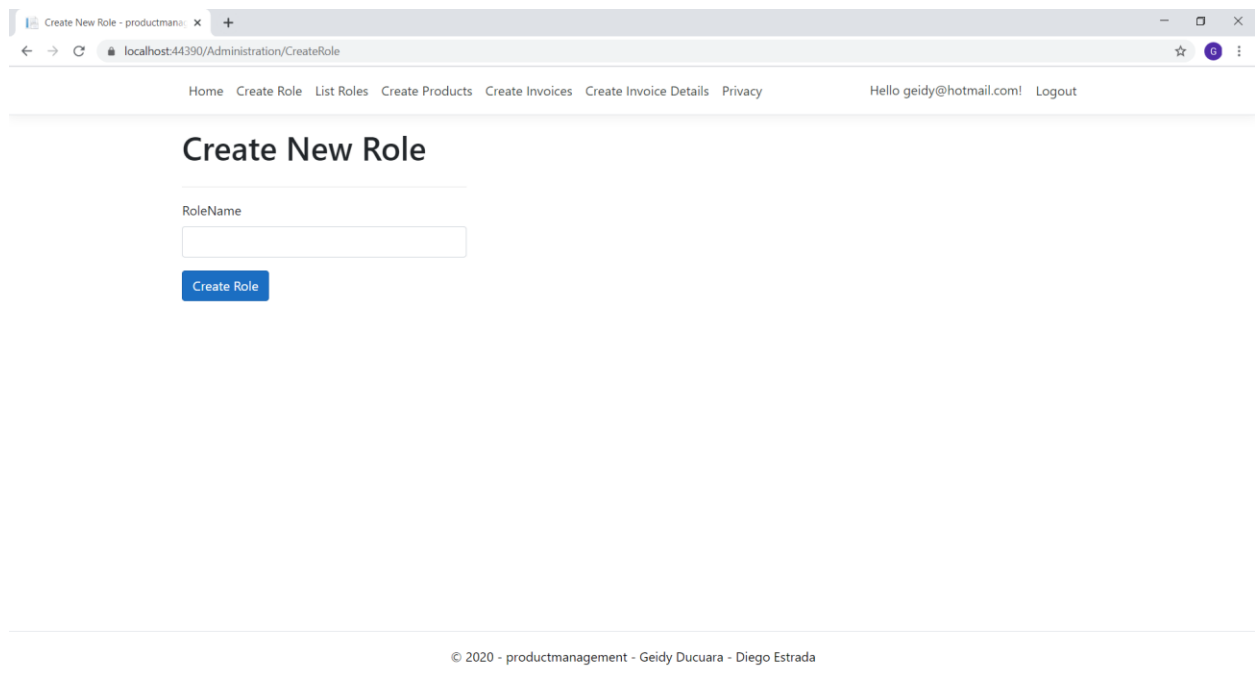 Create New Role - productmana
localhost:44390/Administration/CreateRole
G
Home Create Role List Roles Create Products Create Invoices Create Invoice Details Privacy Hello geidy@hotmail.com! Logout
Create New Role
RoleName
Create Role
© 2020 - productmanagement - Geidy Ducuara - Diego Estrada